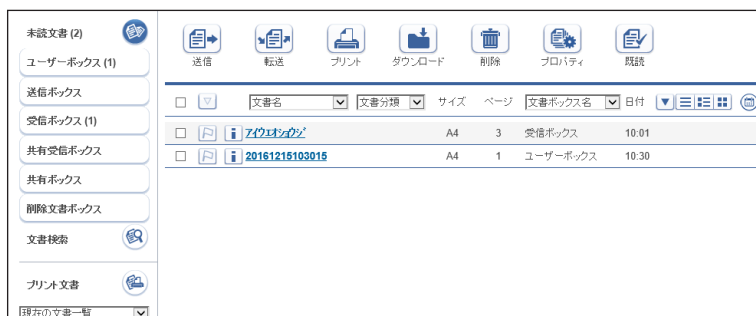 未読文書 (2)
ユーザーボックス (1)
送信ボックス
受信ボックス (1)
共有受信ボックス
共有ボックス
削除文書ボックス
文書検索
プリント文書
現在の文書一覧
送信 転送 プリント ダウンロード 削除 プロパティ 既読
文書名 文書分類 サイズ ページ 文書ボックス名 日付
ｱｲｳｴｵｼｮｳｼﾞ A4 3 受信ボックス 10:01
20161215103015 A4 1 ユーザーボックス 10:30